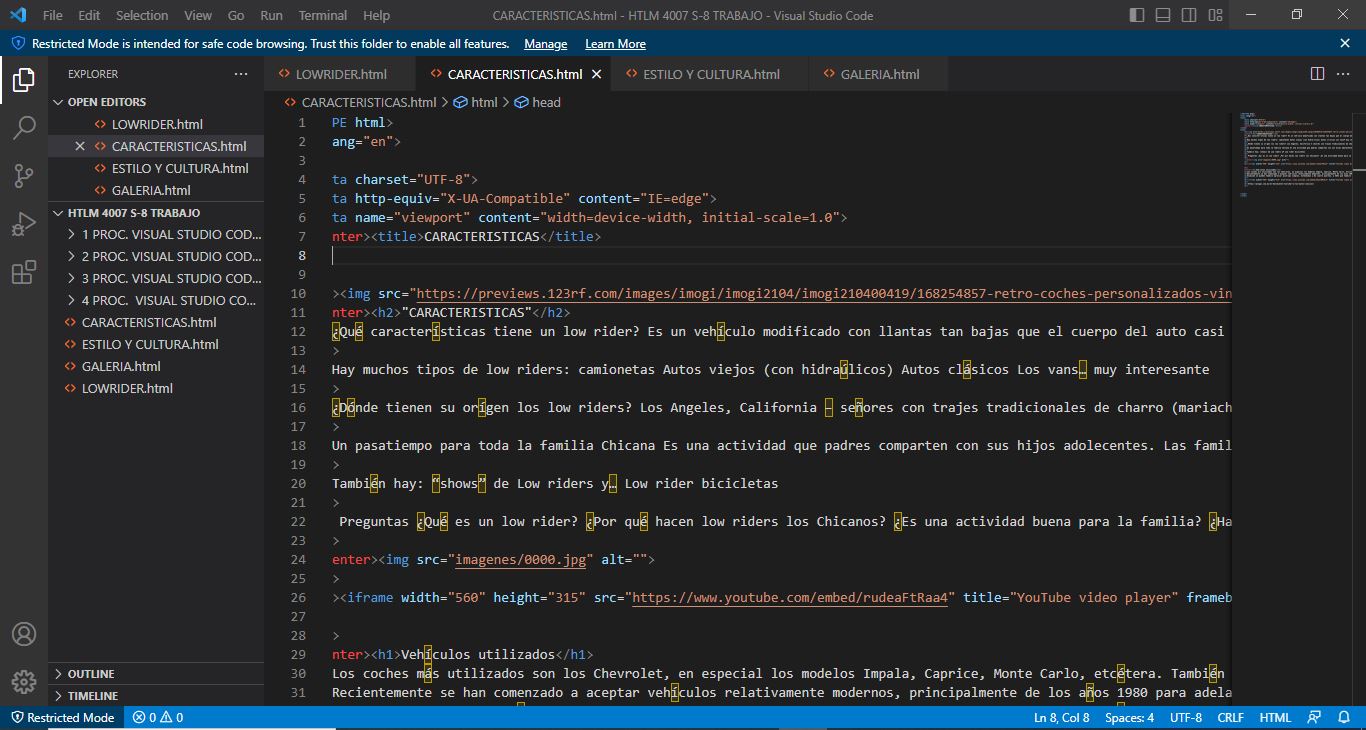 File Edit Selection View Go Run Terminal Help CARACTERISTICAS.html - HTLM 4007 S-8 TRABAJO - Visual Studio Code
Restricted Mode is intended for safe code browsing. Trust this folder to enable all features. Manage Learn More
EXPLORER
OPEN EDITORS
LOWRIDER.html
CARACTERISTICAS.html
ESTILO Y CULTURA.html
GALERIA.html
HTLM 4007 S-8 TRABAJO
1 PROC. VISUAL STUDIO COD...
2 PROC. VISUAL STUDIO COD...
3 PROC. VISUAL STUDIO COD...
4 PROC. VISUAL STUDIO CO...
CARACTERISTICAS.html
ESTILO Y CULTURA.html
GALERIA.html
LOWRIDER.html
OUTLINE
TIMELINE
LOWRIDER.html CARACTERISTICAS.html ESTILO Y CULTURA.html GALERIA.html
CARACTERISTICAS.html > html > head
1 PE html>
2 ang="en">
3
4 ta charset="UTF-8">
5 ta http-equiv="X-UA-Compatible" content="IE=edge">
6 ta name="viewport" content="width=device-width, initial-scale=1.0">
7 nter><title>CARACTERISTICAS</title>
8
9
10 ><img src="https://previews.123rf.com/images/imogi/imogi2104/imogi210400419/168254857-retro-coches-personalizados-vin
11 nter><h2>"CARACTERISTICAS"</h2>
12 ¿Qué características tiene un low rider? Es un vehículo modificado con llantas tan bajas que el cuerpo del auto casi
13 >
14 Hay muchos tipos de low riders: camionetas Autos viejos (con hidraúlicos) Autos clásicos Los vans… muy interesante
15 >
16 ¿Dónde tienen su orígen los low riders? Los Angeles, California – señores con trajes tradicionales de charro (mariach
17 >
18 Un pasatiempo para toda la familia Chicana Es una actividad que padres comparten con sus hijos adolecentes. Las famil
19 >
20 También hay: “shows” de Low riders y… Low rider bicicletas
21 >
22 Preguntas ¿Qué es un low rider? ¿Por qué hacen low riders los Chicanos? ¿Es una actividad buena para la familia? ¿Ha
23 >
24 enter><img src="imagenes/0000.jpg" alt="">
25 >
26 ><iframe width="560" height="315" src="https://www.youtube.com/embed/rudeaFtRaa4" title="YouTube video player" frameb
27
28 >
29 nter><h1>Vehículos utilizados</h1>
30 Los coches más utilizados son los Chevrolet, en especial los modelos Impala, Caprice, Monte Carlo, etcétera. También
31 Recientemente se han comenzado a aceptar vehículos relativamente modernos, principalmente de los años 1980 para adela
Restricted Mode 0 0 Ln 8, Col 8 Spaces: 4 UTF-8 CRLF HTML